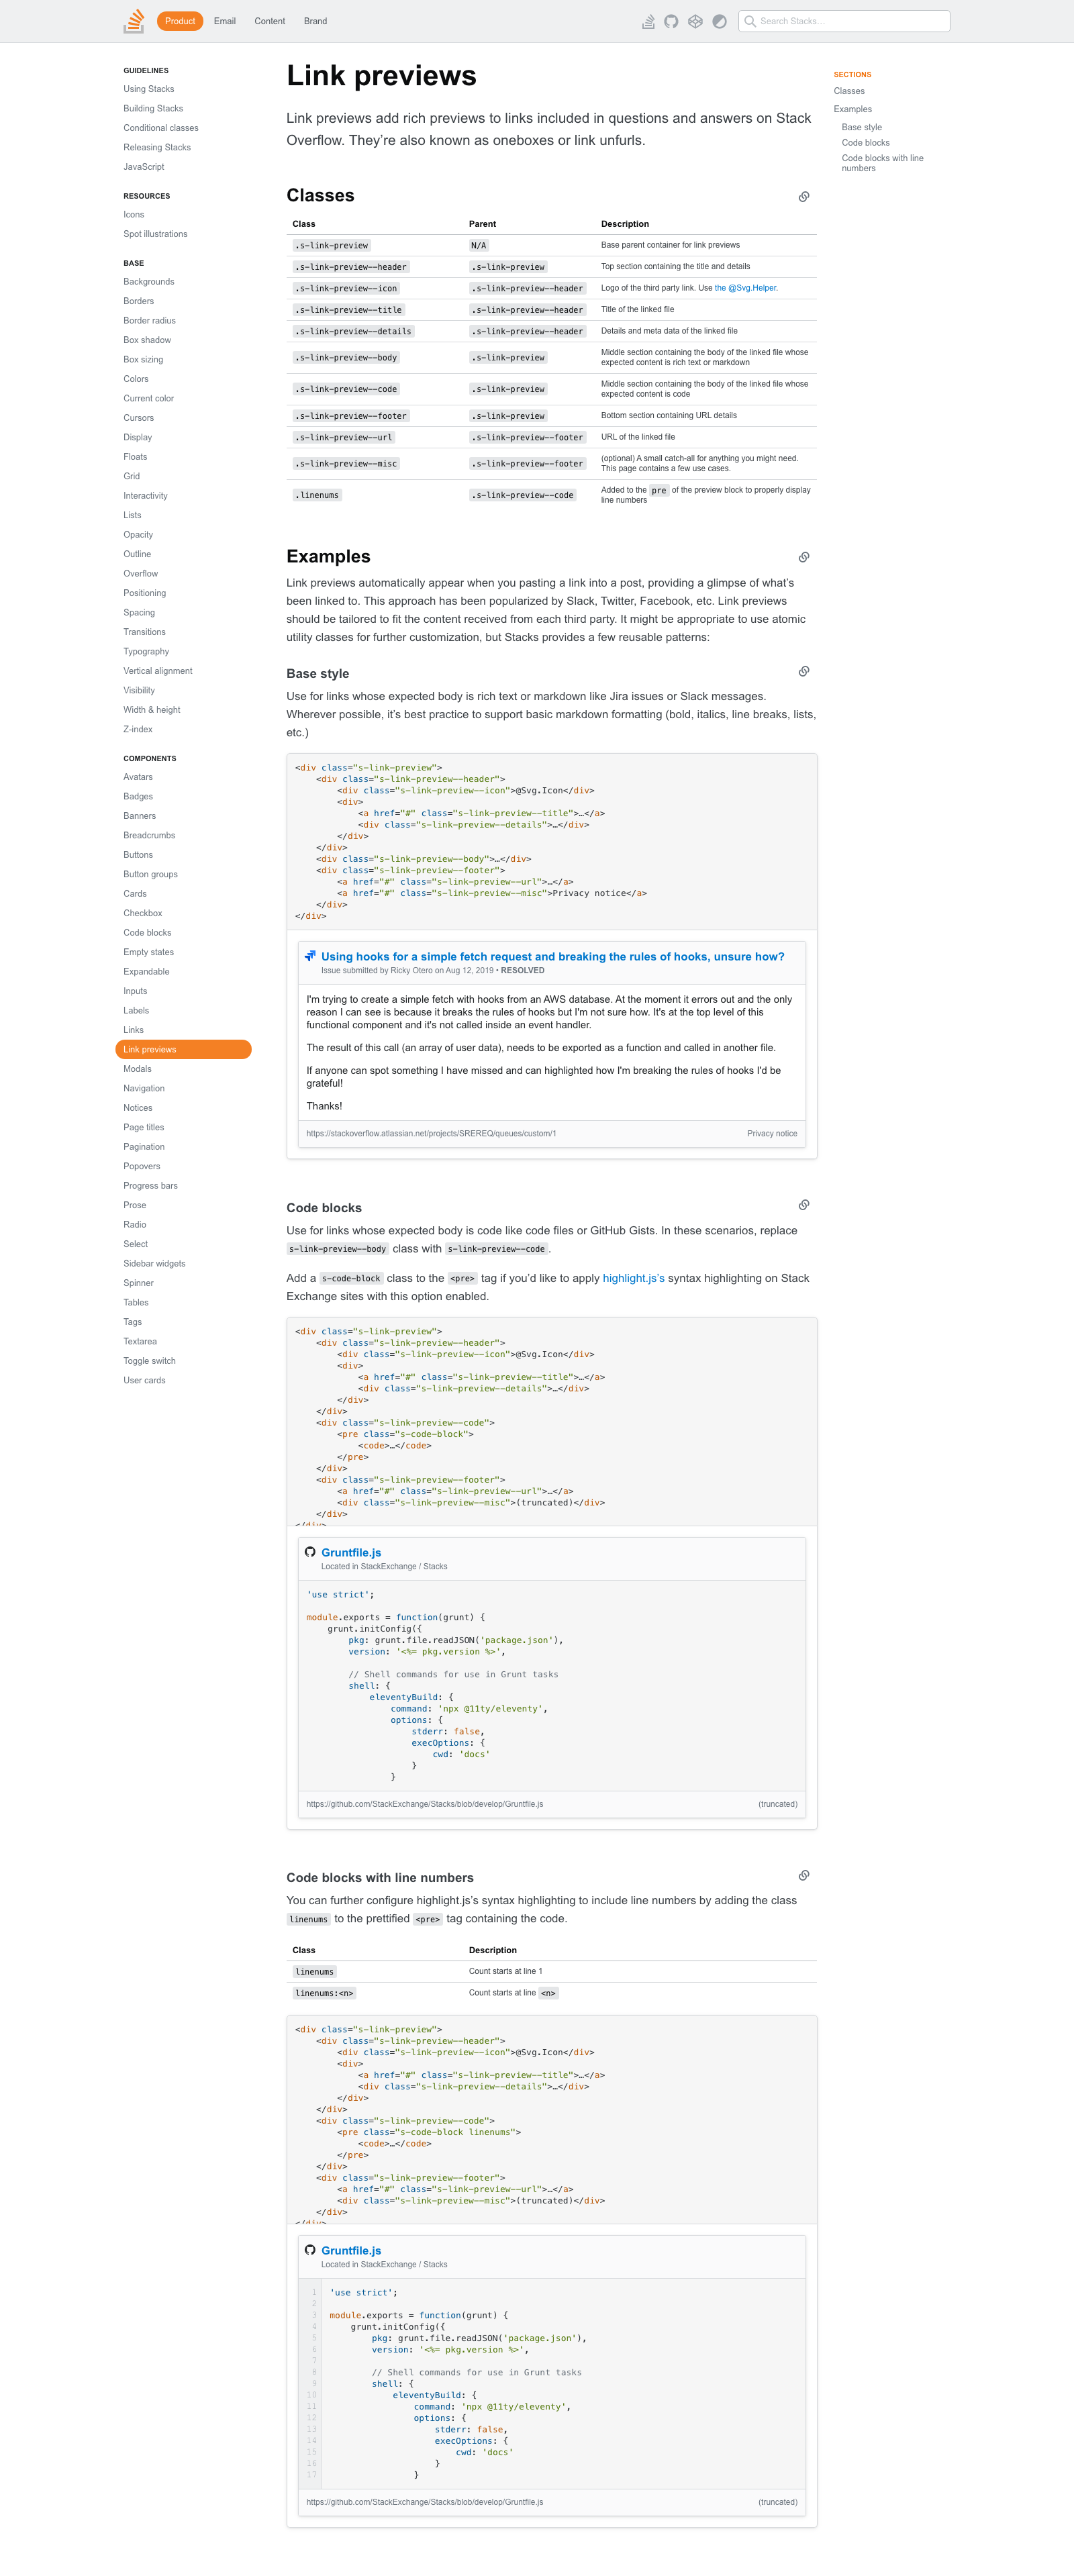 Product Email Content Brand
Search Stacks…
GUIDELINES
Using Stacks
Building Stacks
Conditional classes
Releasing Stacks
JavaScript
RESOURCES
Icons
Spot illustrations
BASE
Backgrounds
Borders
Border radius
Box shadow
Box sizing
Colors
Current color
Cursors
Display
Floats
Grid
Interactivity
Lists
Opacity
Outline
Overflow
Positioning
Spacing
Transitions
Typography
Vertical alignment
Visibility
Width & height
Z-index
COMPONENTS
Avatars
Badges
Banners
Breadcrumbs
Buttons
Button groups
Cards
Checkbox
Code blocks
Empty states
Expandable
Inputs
Labels
Links
Link previews
Modals
Navigation
Notices
Page titles
Pagination
Popovers
Progress bars
Prose
Radio
Select
Sidebar widgets
Spinner
Tables
Tags
Textarea
Toggle switch
User cards
Link previews
Link previews add rich previews to links included in questions and answers on Stack
Overflow. They’re also known as oneboxes or link unfurls.
Classes
Class Parent Description
.s-link-preview N/A Base parent container for link previews
.s-link-preview--header .s-link-preview Top section containing the title and details
.s-link-preview--icon .s-link-preview--header Logo of the third party link. Use the @Svg.Helper.
.s-link-preview--title .s-link-preview--header Title of the linked file
.s-link-preview--details .s-link-preview--header Details and meta data of the linked file
.s-link-preview--body .s-link-preview Middle section containing the body of the linked file whose
expected content is rich text or markdown
.s-link-preview--code .s-link-preview Middle section containing the body of the linked file whose
expected content is code
.s-link-preview--footer .s-link-preview Bottom section containing URL details
.s-link-preview--url .s-link-preview--footer URL of the linked file
.s-link-preview--misc .s-link-preview--footer (optional) A small catch-all for anything you might need.
This page contains a few use cases.
.linenums .s-link-preview--code Added to the pre of the preview block to properly display
line numbers
Examples
Link previews automatically appear when you pasting a link into a post, providing a glimpse of what’s
been linked to. This approach has been popularized by Slack, Twitter, Facebook, etc. Link previews
should be tailored to fit the content received from each third party. It might be appropriate to use atomic
utility classes for further customization, but Stacks provides a few reusable patterns:
Base style
Use for links whose expected body is rich text or markdown like Jira issues or Slack messages.
Wherever possible, it’s best practice to support basic markdown formatting (bold, italics, line breaks, lists,
etc.)
<div class="s-link-preview">
<div class="s-link-preview--header">
<div class="s-link-preview--icon">@Svg.Icon</div>
<div>
<a href="#" class="s-link-preview--title">…</a>
<div class="s-link-preview--details">…</div>
</div>
</div>
<div class="s-link-preview--body">…</div>
<div class="s-link-preview--footer">
<a href="#" class="s-link-preview--url">…</a>
<a href="#" class="s-link-preview--misc">Privacy notice</a>
</div>
</div>
Using hooks for a simple fetch request and breaking the rules of hooks, unsure how?
Issue submitted by Ricky Otero on Aug 12, 2019 • RESOLVED
I'm trying to create a simple fetch with hooks from an AWS database. At the moment it errors out and the only
reason I can see is because it breaks the rules of hooks but I'm not sure how. It's at the top level of this
functional component and it's not called inside an event handler.
The result of this call (an array of user data), needs to be exported as a function and called in another file.
If anyone can spot something I have missed and can highlighted how I'm breaking the rules of hooks I'd be
grateful!
Thanks!
https://stackoverflow.atlassian.net/projects/SREREQ/queues/custom/1 Privacy notice
Code blocks
Use for links whose expected body is code like code files or GitHub Gists. In these scenarios, replace
s-link-preview--body class with s-link-preview--code.
Add a s-code-block class to the <pre> tag if you’d like to apply highlight.js’s syntax highlighting on Stack
Exchange sites with this option enabled.
<div class="s-link-preview">
<div class="s-link-preview--header">
<div class="s-link-preview--icon">@Svg.Icon</div>
<div>
<a href="#" class="s-link-preview--title">…</a>
<div class="s-link-preview--details">…</div>
</div>
</div>
<div class="s-link-preview--code">
<pre class="s-code-block">
<code>…</code>
</pre>
</div>
<div class="s-link-preview--footer">
<a href="#" class="s-link-preview--url">…</a>
<div class="s-link-preview--misc">(truncated)</div>
</div>
</div>
Gruntfile.js
Located in StackExchange / Stacks
'use strict';
module.exports = function(grunt) {
grunt.initConfig({
pkg: grunt.file.readJSON('package.json'),
version: '<%= pkg.version %>',
// Shell commands for use in Grunt tasks
shell: {
eleventyBuild: {
command: 'npx @11ty/eleventy',
options: {
stderr: false,
execOptions: {
cwd: 'docs'
}
}
https://github.com/StackExchange/Stacks/blob/develop/Gruntfile.js (truncated)
Code blocks with line numbers
You can further configure highlight.js’s syntax highlighting to include line numbers by adding the class
linenums to the prettified <pre> tag containing the code.
Class Description
linenums Count starts at line 1
linenums:<n> Count starts at line <n>
<div class="s-link-preview">
<div class="s-link-preview--header">
<div class="s-link-preview--icon">@Svg.Icon</div>
<div>
<a href="#" class="s-link-preview--title">…</a>
<div class="s-link-preview--details">…</div>
</div>
</div>
<div class="s-link-preview--code">
<pre class="s-code-block linenums">
<code>…</code>
</pre>
</div>
<div class="s-link-preview--footer">
<a href="#" class="s-link-preview--url">…</a>
<div class="s-link-preview--misc">(truncated)</div>
</div>
</div>
Gruntfile.js
Located in StackExchange / Stacks
1 'use strict';
2
3 module.exports = function(grunt) {
4 grunt.initConfig({
5 pkg: grunt.file.readJSON('package.json'),
6 version: '<%= pkg.version %>',
7
8 // Shell commands for use in Grunt tasks
9 shell: {
10 eleventyBuild: {
11 command: 'npx @11ty/eleventy',
12 options: {
13 stderr: false,
14 execOptions: {
15 cwd: 'docs'
16 }
17 }
https://github.com/StackExchange/Stacks/blob/develop/Gruntfile.js (truncated)
SECTIONS
Classes
Examples
Base style
Code blocks
Code blocks with line
numbers